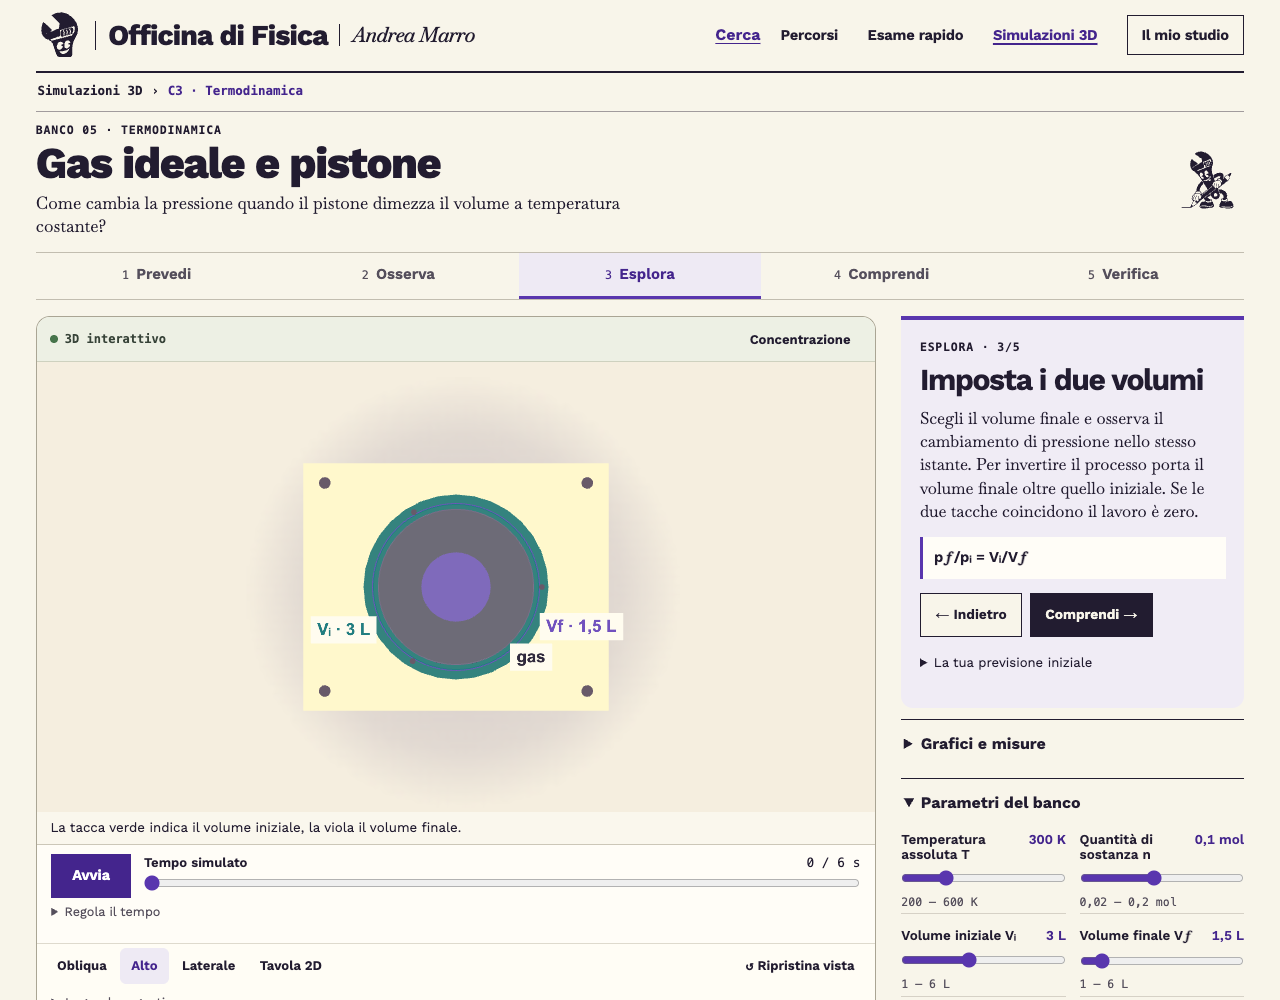 Officina di Fisica
Andrea Marro
Cerca
Percorsi
Esame rapido
Simulazioni 3D
Il mio studio
Simulazioni 3D › C3 · Termodinamica
BANCO 05 · TERMODINAMICA
Gas ideale e pistone
Come cambia la pressione quando il pistone dimezza il volume a temperatura
costante?
1 Prevedi
2 Osserva
3 Esplora
4 Comprendi
5 Verifica
3D interattivo
Concentrazione
Vᵢ · 3 L
Vf · 1,5 L
gas
La tacca verde indica il volume iniziale, la viola il volume finale.
Avvia
Tempo simulato
0 / 6 s
▶ Regola il tempo
Obliqua
Alto
Laterale
Tavola 2D
↺ Ripristina vista
ESPLORA · 3/5
Imposta i due volumi
Scegli il volume finale e osserva il
cambiamento di pressione nello stesso
istante. Per invertire il processo porta il
volume finale oltre quello iniziale. Se le
due tacche coincidono il lavoro è zero.
p𝑓/pᵢ = Vᵢ/V𝑓
← Indietro
Comprendi →
▶ La tua previsione iniziale
▶ Grafici e misure
▼ Parametri del banco
Temperatura
assoluta T
300 K
200 — 600 K
Quantità di
sostanza n
0,1 mol
0,02 — 0,2 mol
Volume iniziale Vᵢ
3 L
1 — 6 L
Volume finale V𝑓
1,5 L
1 — 6 L